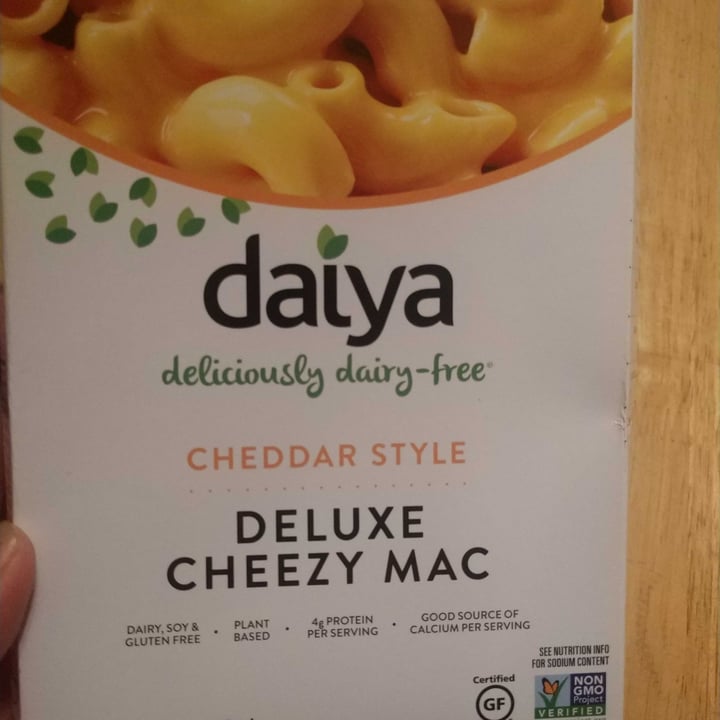 daiya
deliciously dairy-free®
CHEDDAR STYLE
DELUXE
CHEEZY MAC
DAIRY, SOY &
GLUTEN FREE
• PLANT
BASED
• 4g PROTEIN
PER SERVING
• GOOD SOURCE OF
CALCIUM PER SERVING
SEE NUTRITION INFO
FOR SODIUM CONTENT
Certified
GF
NON
GMO
Project
VERIFIED